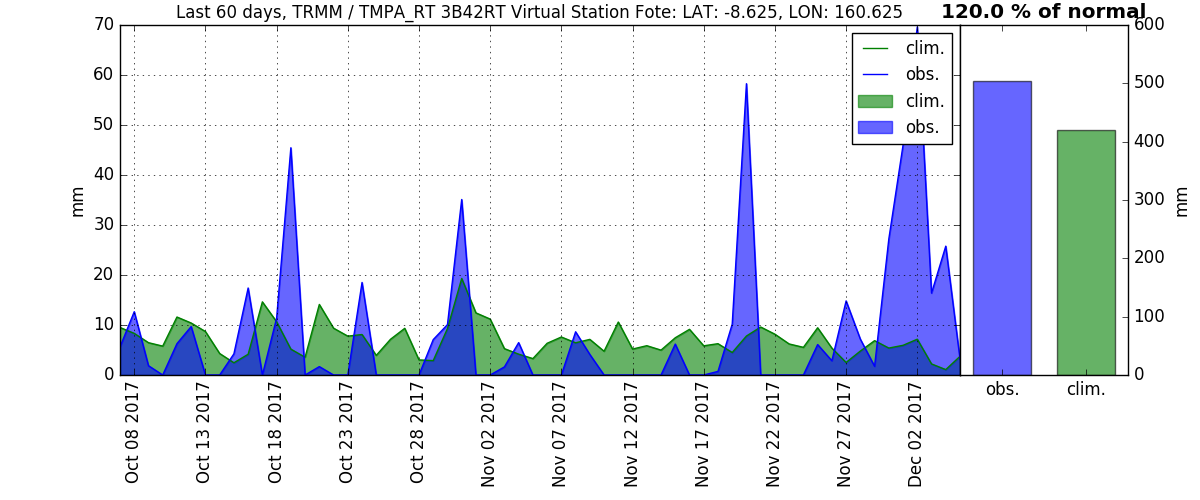 Last 60 days, TRMM / TMPA_RT 3B42RT Virtual Station Fote: LAT: -8.625, LON: 160.625
120.0 % of normal
70
60
50
40
30
20
10
0
mm
clim.
obs.
clim.
obs.
600
500
400
300
200
100
0
mm
obs.
clim.
Oct 08 2017
Oct 13 2017
Oct 18 2017
Oct 23 2017
Oct 28 2017
Nov 02 2017
Nov 07 2017
Nov 12 2017
Nov 17 2017
Nov 22 2017
Nov 27 2017
Dec 02 2017